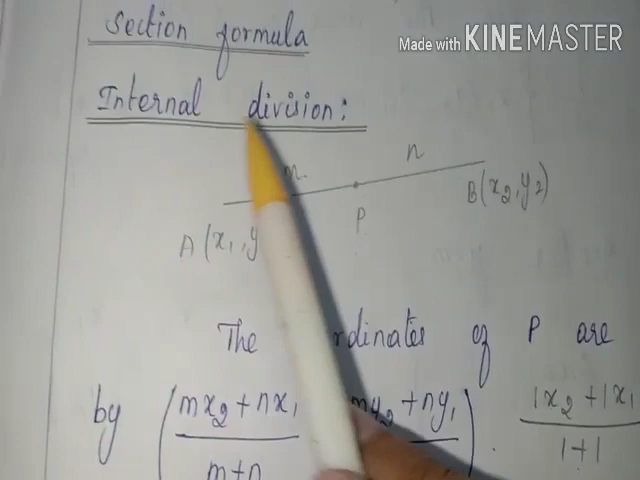 Section formula
Made with KINEMASTER
Internal division:
m n
A(x₁, y B(x₂, y₂)
P
The rdinates of P are
by (mx₂ + nx₁ / m+n my₂ + ny₁). 1x₂ + 1x₁ / 1+1